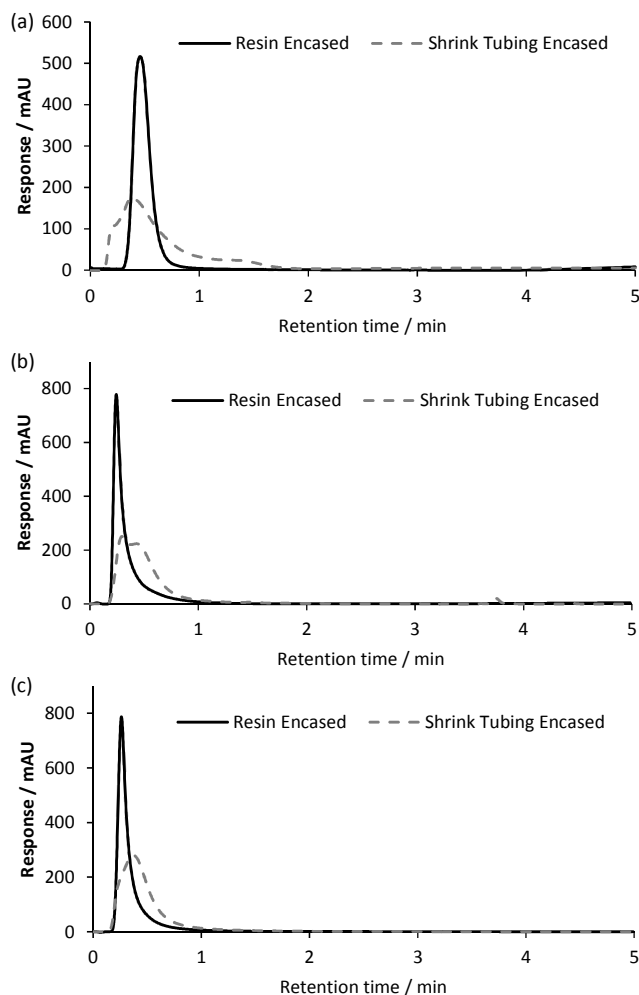 (a)
Resin Encased
Shrink Tubing Encased
Response / mAU
600
500
400
300
200
100
0
0 1 2 3 4 5
Retention time / min
(b)
Resin Encased
Shrink Tubing Encased
Response / mAU
800
600
400
200
0
0 1 2 3 4 5
Retention time / min
(c)
Resin Encased
Shrink Tubing Encased
Response / mAU
800
600
400
200
0
0 1 2 3 4 5
Retention time / min